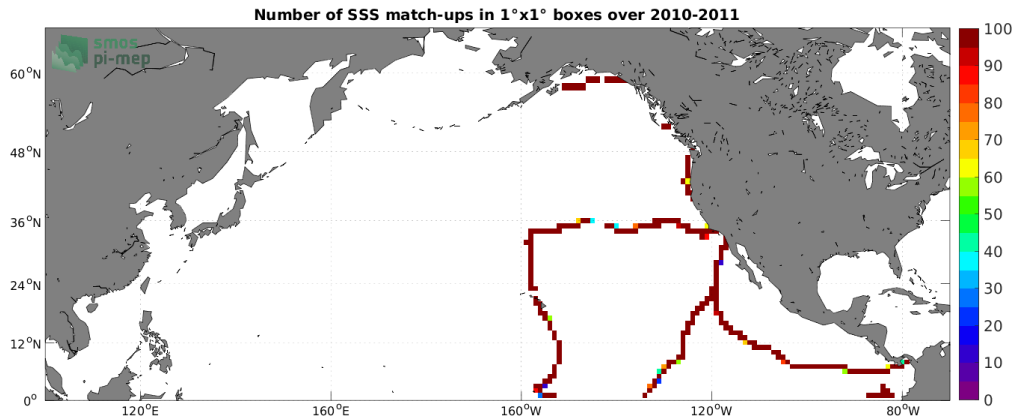 Number of SSS match-ups in 1°x1° boxes over 2010-2011
smos
pi-mep
60°N
48°N
36°N
24°N
12°N
0°
120°E
160°E
160°W
120°W
80°W
100
90
80
70
60
50
40
30
20
10
0